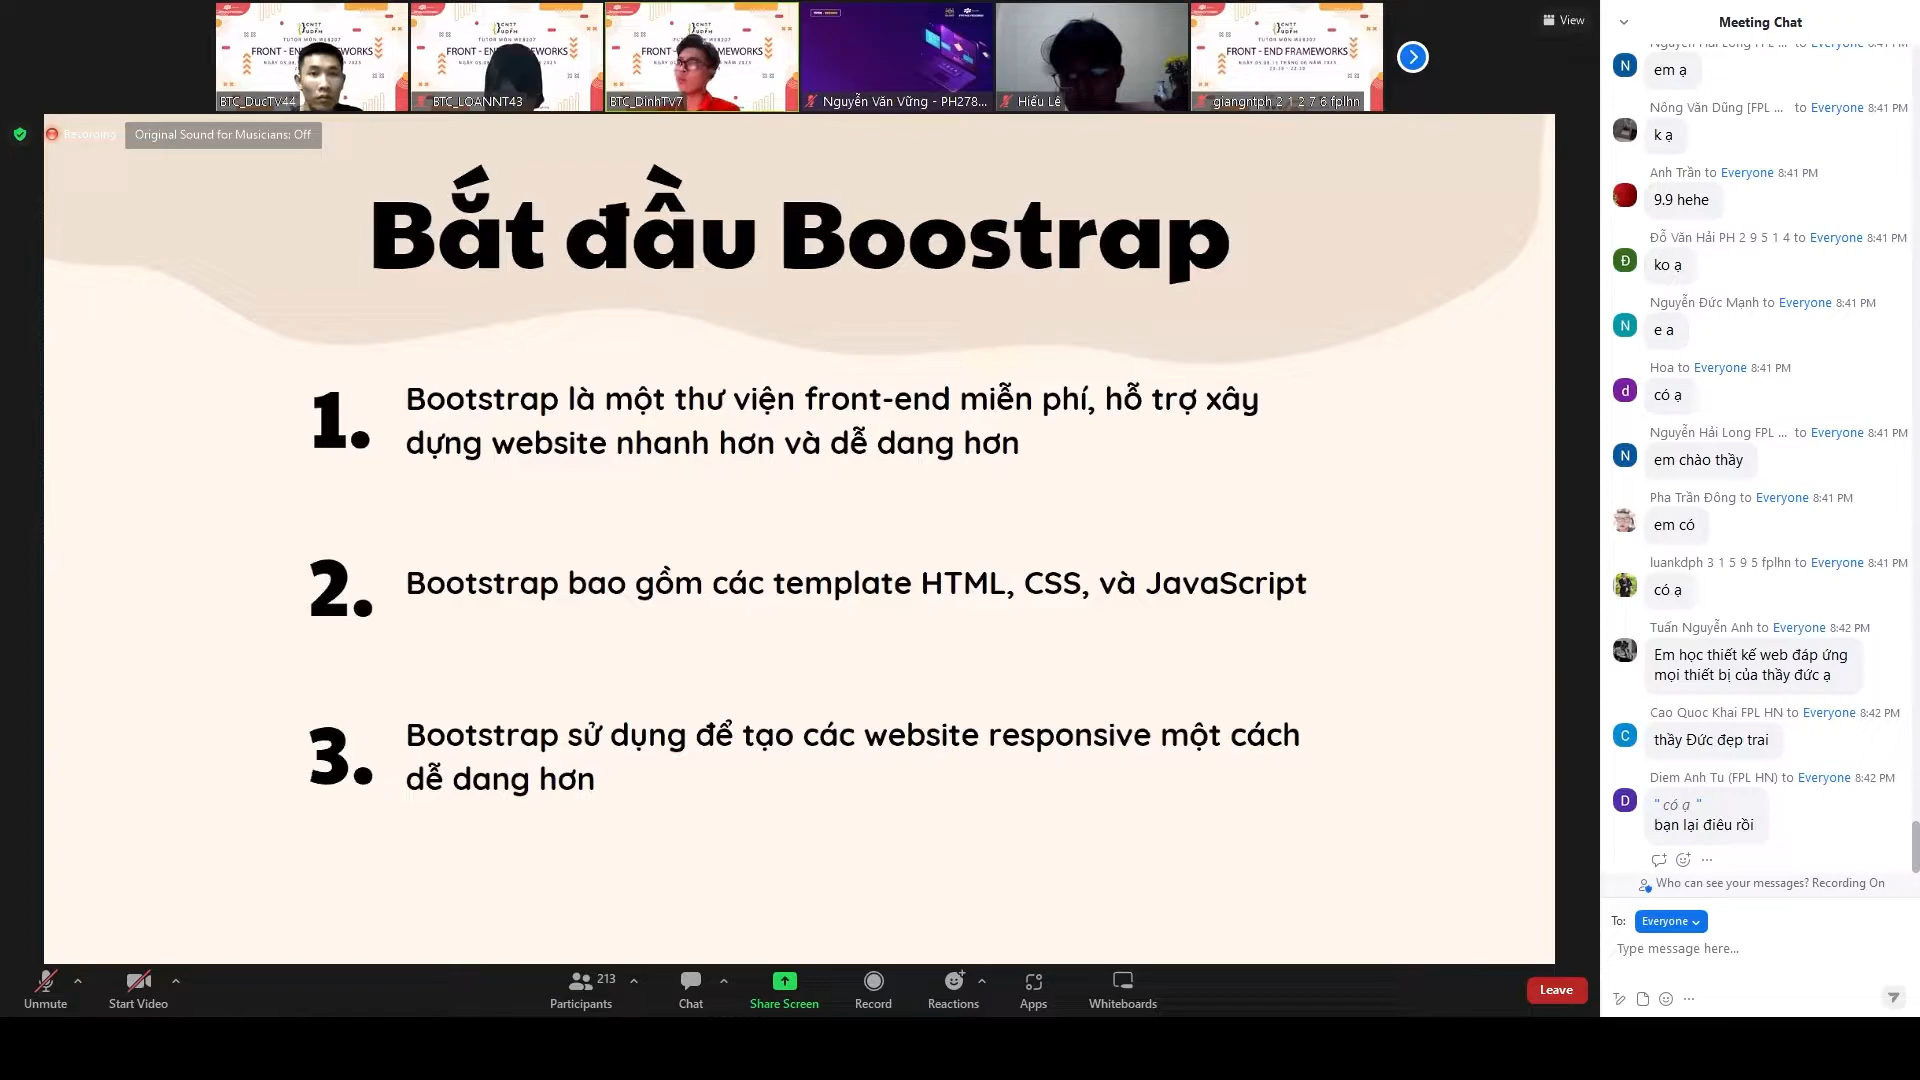 FRONT - END FRAMEWORKS
BTC_DucTV44
BTC_LOANNT43
BTC_DinhTV7
Nguyễn Văn Vững - PH278...
Hiếu Lê
giangntph 2 1 2 7 6 fplhn
View
Recording
Original Sound for Musicians: Off
Bắt đầu Boostrap
1.
Bootstrap là một thư viện front-end miễn phí, hỗ trợ xây
dựng website nhanh hơn và dễ dang hơn
2.
Bootstrap bao gồm các template HTML, CSS, và JavaScript
3.
Bootstrap sử dụng để tạo các website responsive một cách
dễ dang hơn
Unmute
Start Video
213
Participants
Chat
Share Screen
Record
Reactions
Apps
Whiteboards
Leave
Meeting Chat
N
em ạ
Nông Văn Dũng [FPL ... to Everyone 8:41 PM
k ạ
Anh Trần to Everyone 8:41 PM
9.9 hehe
Đỗ Văn Hải PH 2 9 5 1 4 to Everyone 8:41 PM
Đ
ko ạ
Nguyễn Đức Mạnh to Everyone 8:41 PM
N
e a
Hoa to Everyone 8:41 PM
d
có ạ
Nguyễn Hải Long FPL ... to Everyone 8:41 PM
N
em chào thầy
Pha Trần Đông to Everyone 8:41 PM
em có
luankdph 3 1 5 9 5 fplhn to Everyone 8:41 PM
có ạ
Tuấn Nguyễn Anh to Everyone 8:42 PM
Em học thiết kế web đáp ứng
mọi thiết bị của thầy đức ạ
Cao Quoc Khai FPL HN to Everyone 8:42 PM
C
thầy Đức đẹp trai
Diem Anh Tu (FPL HN) to Everyone 8:42 PM
D
" có ạ "
bạn lại điêu rồi
Who can see your messages? Recording On
To: Everyone
Type message here...